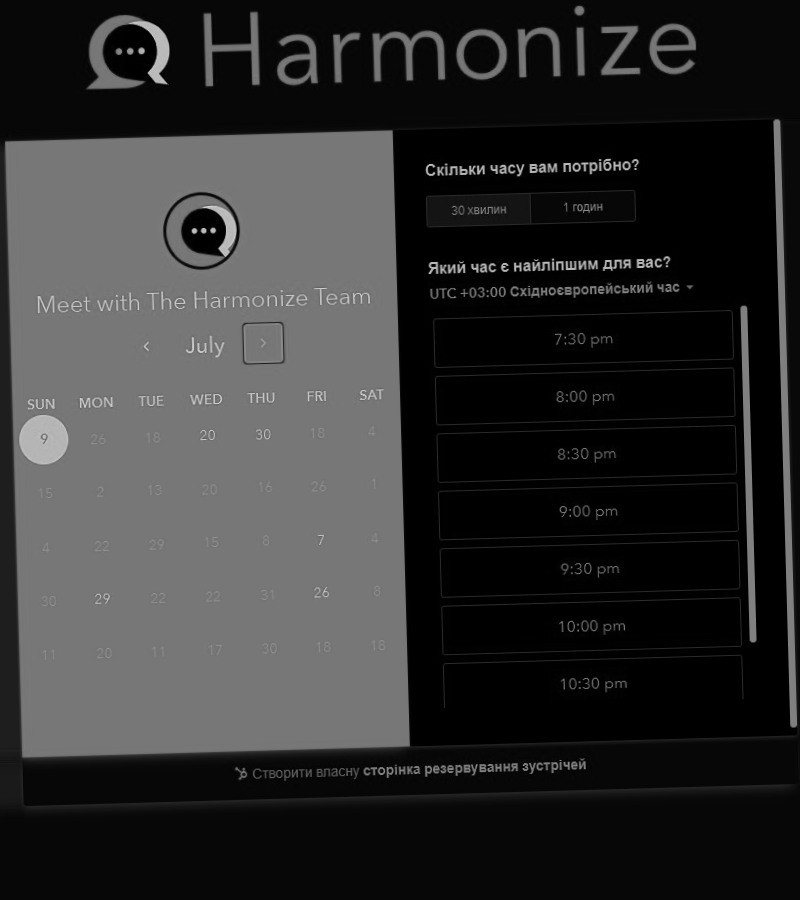 Harmonize
Meet with The Harmonize Team
July
SUN MON TUE WED THU FRI SAT
9 26 18 20 30 18 4
15 2 13 20 16 26 1
4 22 29 15 8 7 4
30 29 22 22 31 26 8
11 20 11 17 30 18 18
Скільки часу вам потрібно?
30 хвилин 1 годин
Який час є найліпшим для вас?
UTC +03:00 Східноєвропейський час
7:30 pm
8:00 pm
8:30 pm
9:00 pm
9:30 pm
10:00 pm
10:30 pm
Створити власну сторінка резервування зустрічей